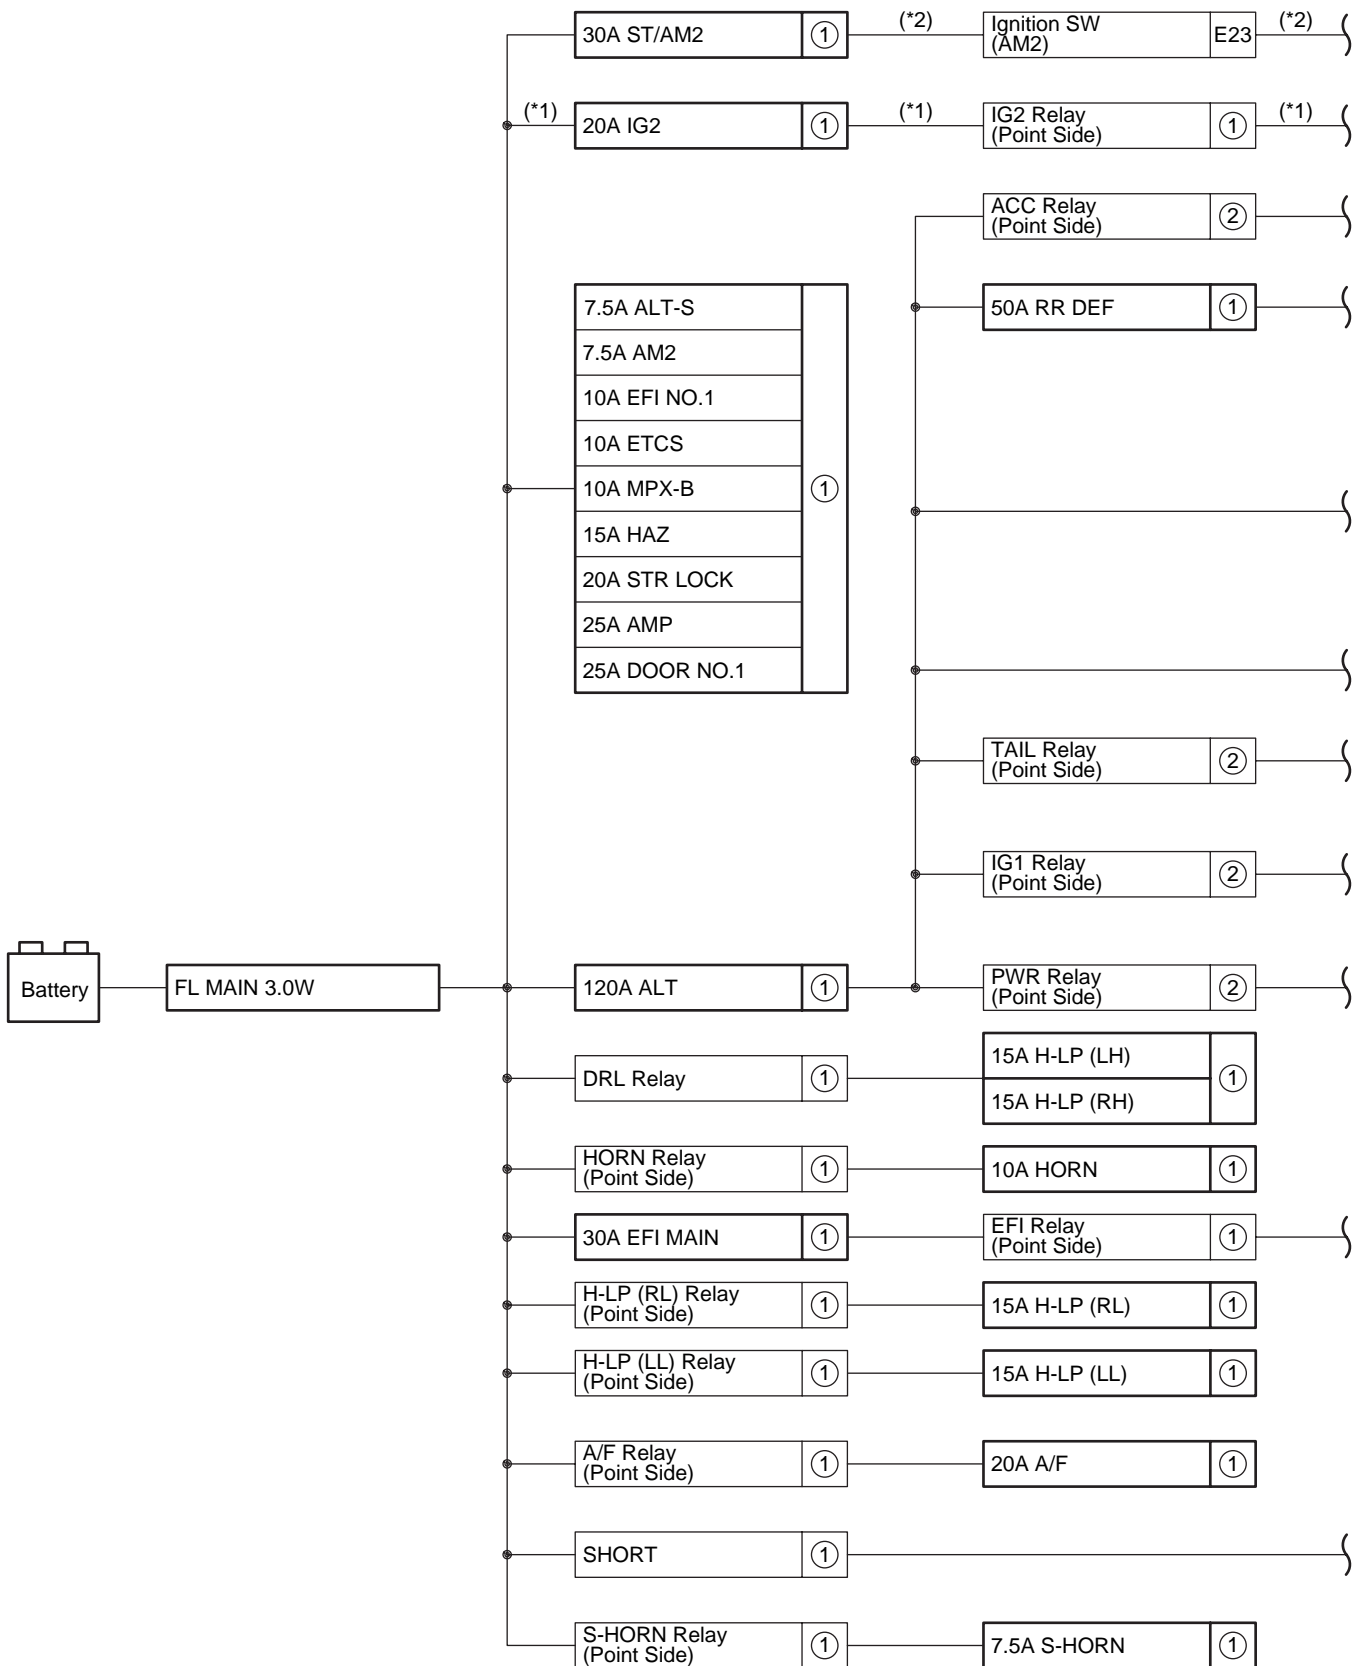 30A ST/AM2 ① (*2) Ignition SW
(AM2) E23 (*2)
(*1) 20A IG2 ① (*1) IG2 Relay
(Point Side) ① (*1)
ACC Relay
(Point Side) ②
7.5A ALT-S
50A RR DEF ①
7.5A AM2
10A EFI NO.1
10A ETCS
10A MPX-B ①
15A HAZ
20A STR LOCK
25A AMP
25A DOOR NO.1
TAIL Relay
(Point Side) ②
IG1 Relay
(Point Side) ②
Battery FL MAIN 3.0W 120A ALT ① PWR Relay
(Point Side) ②
DRL Relay ① 15A H-LP (LH)
15A H-LP (RH) ①
HORN Relay
(Point Side) ① 10A HORN ①
30A EFI MAIN ① EFI Relay
(Point Side) ①
H-LP (RL) Relay
(Point Side) ① 15A H-LP (RL) ①
H-LP (LL) Relay
(Point Side) ① 15A H-LP (LL) ①
A/F Relay
(Point Side) ① 20A A/F ①
SHORT ①
S-HORN Relay
(Point Side) ① 7.5A S-HORN ①